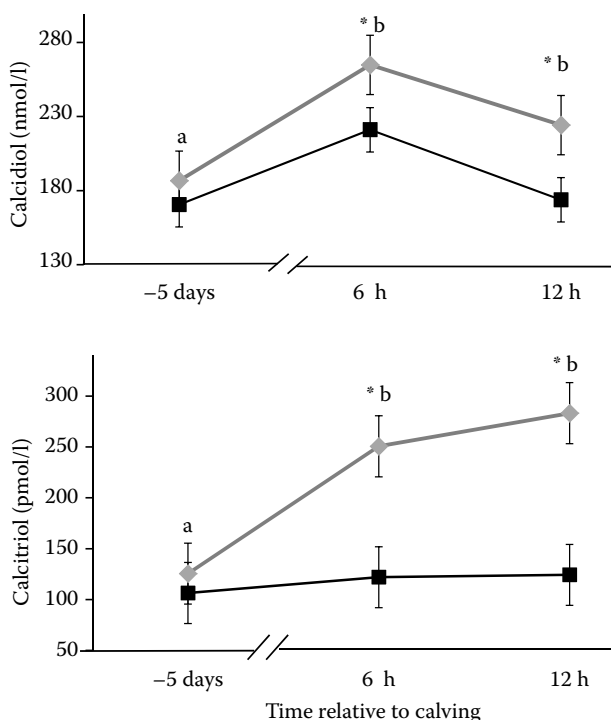 Calcidiol (nmol/l)
280
230
180
130
a
* b
* b
–5 days
6 h
12 h
Calcitriol (pmol/l)
300
250
200
150
100
50
a
* b
* b
–5 days
6 h
12 h
Time relative to calving